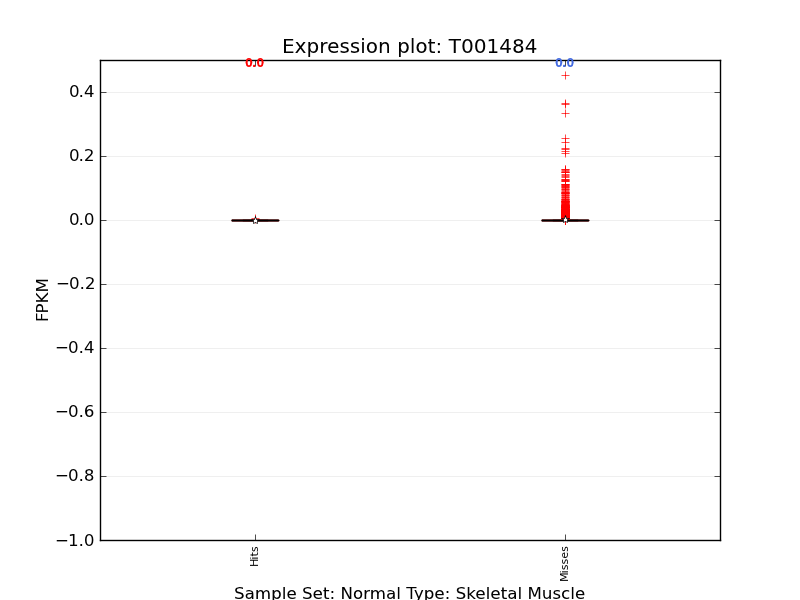 Expression plot: T001484
0.0
0.0
0.4
0.2
0.0
−0.2
−0.4
−0.6
−0.8
−1.0
FPKM
Hits
Misses
Sample Set: Normal Type: Skeletal Muscle